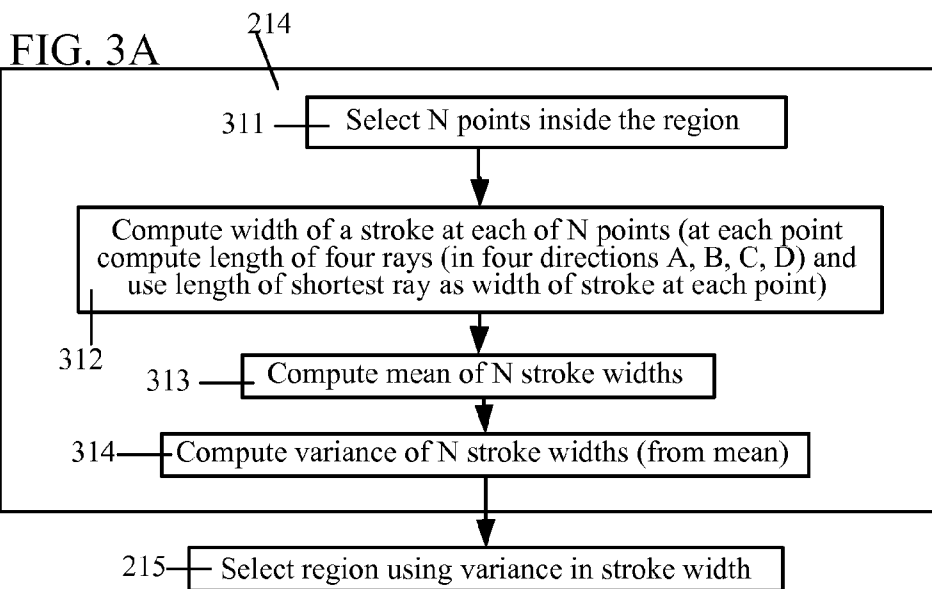 214
FIG. 3A
311
Select N points inside the region
Compute width of a stroke at each of N points (at each point
compute length of four rays (in four directions A, B, C, D) and
use length of shortest ray as width of stroke at each point)
312
313
Compute mean of N stroke widths
314
Compute variance of N stroke widths (from mean)
215
Select region using variance in stroke width